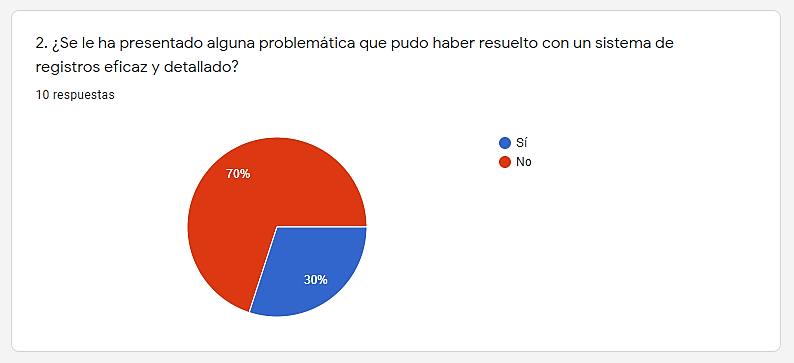 2. ¿Se le ha presentado alguna problemática que pudo haber resuelto con un sistema de
registros eficaz y detallado?
10 respuestas
Sí
No
70%
30%